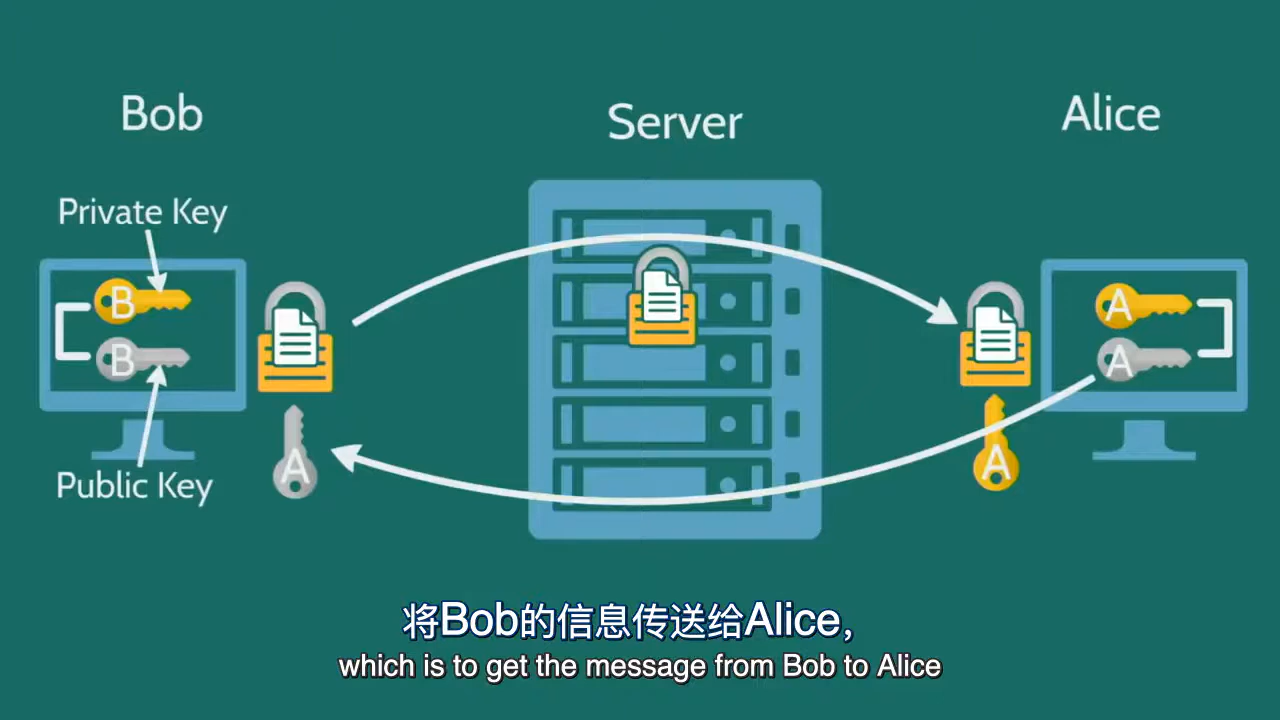 Bob
Server
Alice
Private Key
B
B
A
A
Public Key
A
A
将Bob的信息传送给Alice，
which is to get the message from Bob to Alice